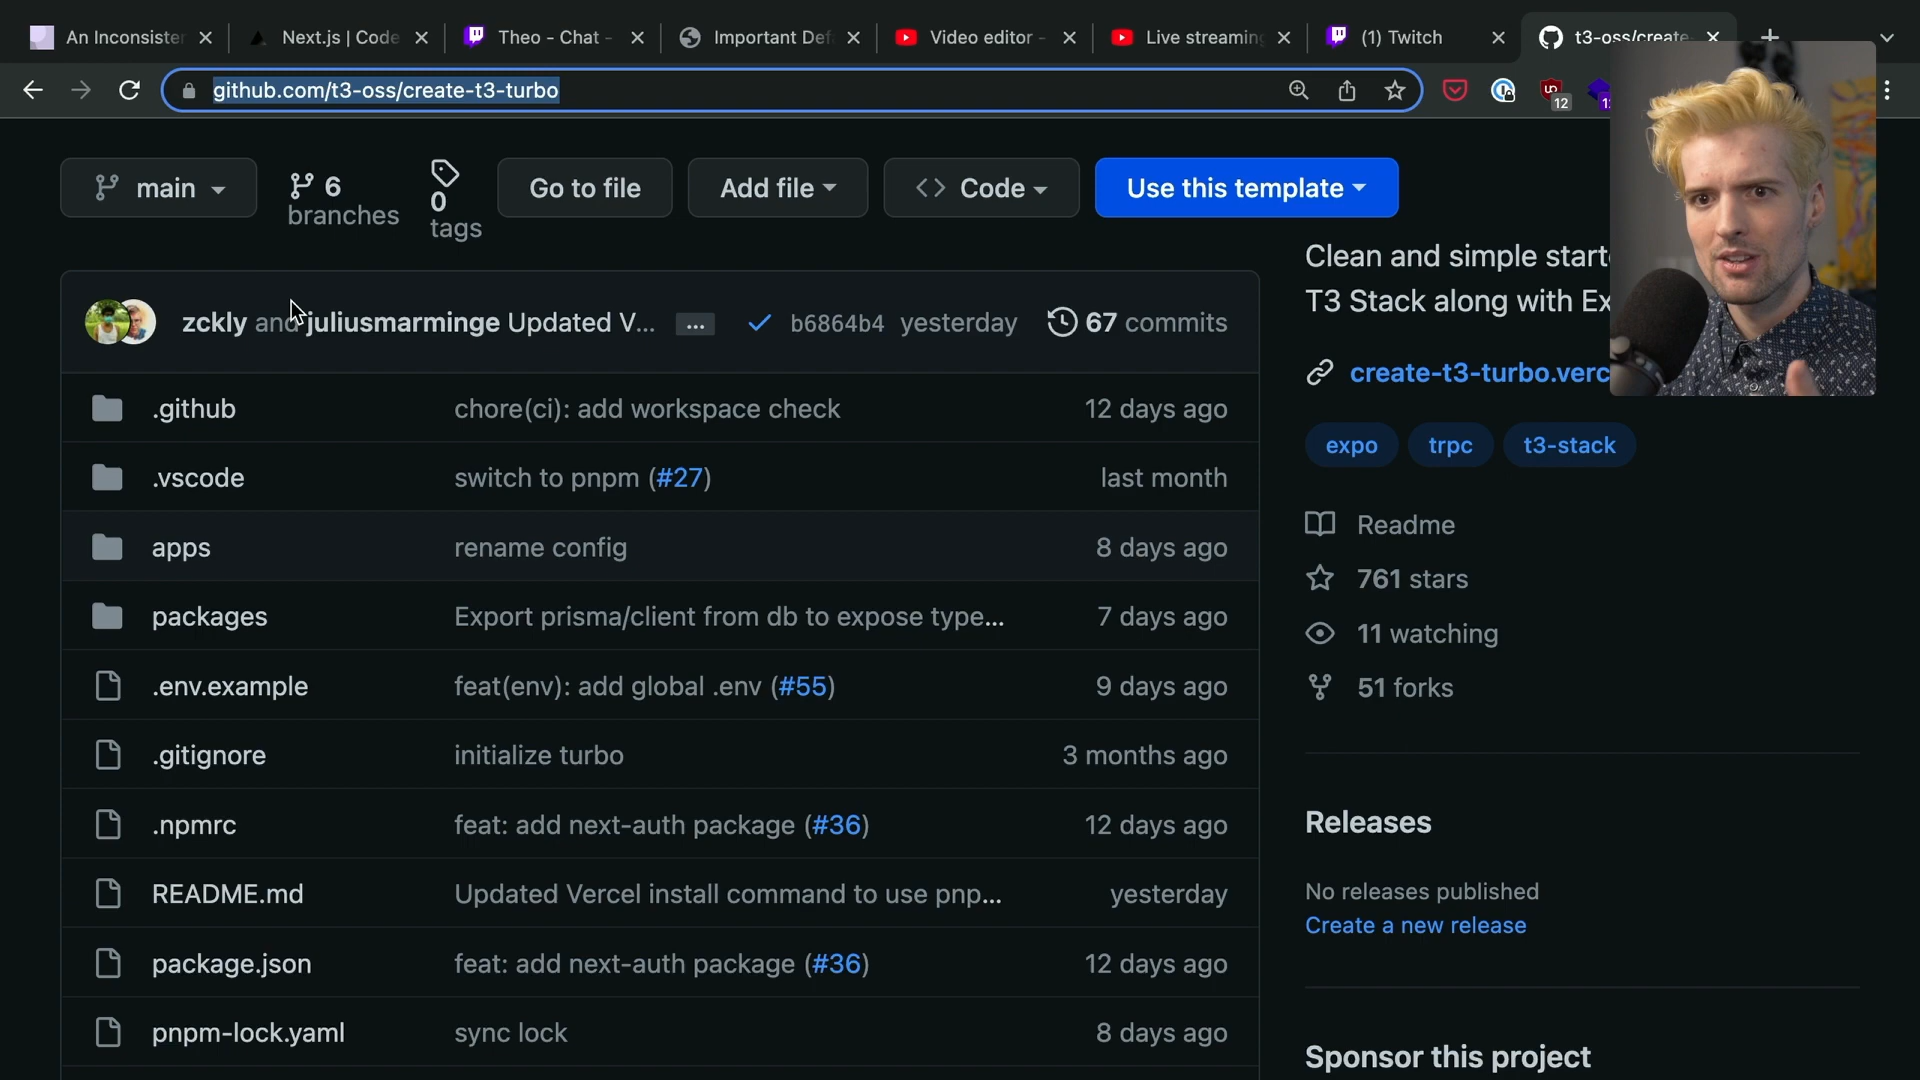 An Inconsister
Next.js | Code
Theo - Chat -
Important Def
Video editor -
Live streaming
(1) Twitch
t3-oss/create-
github.com/t3-oss/create-t3-turbo
12
main
6
branches
0
tags
Go to file
Add file
Code
Use this template
zckly and juliusmarminge Updated V...
b6864b4 yesterday
67 commits
.github
chore(ci): add workspace check
12 days ago
.vscode
switch to pnpm (#27)
last month
apps
rename config
8 days ago
packages
Export prisma/client from db to expose type...
7 days ago
.env.example
feat(env): add global .env (#55)
9 days ago
.gitignore
initialize turbo
3 months ago
.npmrc
feat: add next-auth package (#36)
12 days ago
README.md
Updated Vercel install command to use pnp...
yesterday
package.json
feat: add next-auth package (#36)
12 days ago
pnpm-lock.yaml
sync lock
8 days ago
Clean and simple start
T3 Stack along with Ex
create-t3-turbo.verc
expo
trpc
t3-stack
Readme
761 stars
11 watching
51 forks
Releases
No releases published
Create a new release
Sponsor this project